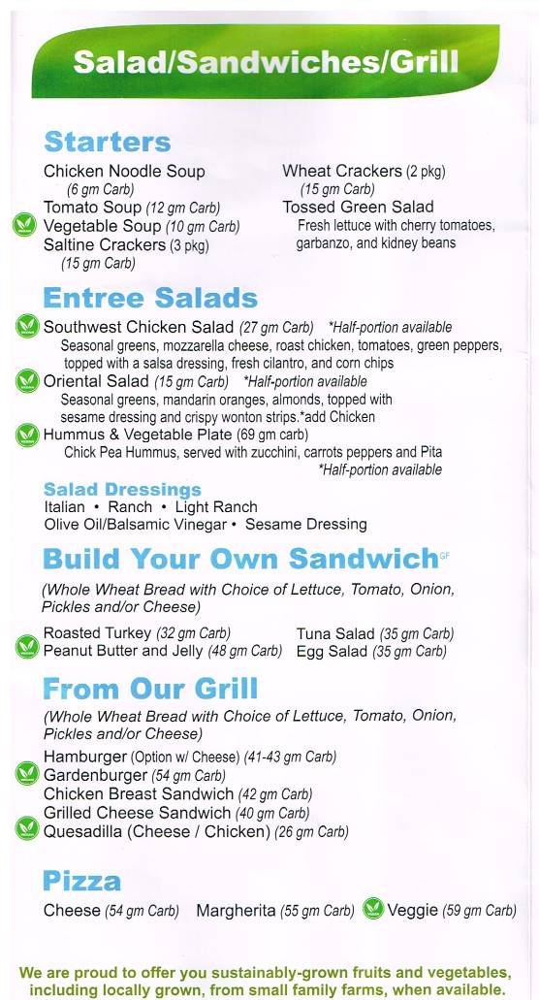 Salad/Sandwiches/Grill
Starters
Chicken Noodle Soup
(6 gm Carb)
Tomato Soup (12 gm Carb)
VEGAN Vegetable Soup (10 gm Carb)
Saltine Crackers (3 pkg)
(15 gm Carb)
Wheat Crackers (2 pkg)
(15 gm Carb)
Tossed Green Salad
Fresh lettuce with cherry tomatoes,
garbanzo, and kidney beans
Entree Salads
VEGAN Southwest Chicken Salad (27 gm Carb) *Half-portion available
Seasonal greens, mozzarella cheese, roast chicken, tomatoes, green peppers,
topped with a salsa dressing, fresh cilantro, and corn chips
VEGAN Oriental Salad (15 gm Carb) *Half-portion available
Seasonal greens, mandarin oranges, almonds, topped with
sesame dressing and crispy wonton strips.*add Chicken
VEGAN Hummus & Vegetable Plate (69 gm carb)
Chick Pea Hummus, served with zucchini, carrots peppers and Pita
*Half-portion available
Salad Dressings
Italian • Ranch • Light Ranch
Olive Oil/Balsamic Vinegar • Sesame Dressing
Build Your Own Sandwich GF
(Whole Wheat Bread with Choice of Lettuce, Tomato, Onion,
Pickles and/or Cheese)
Roasted Turkey (32 gm Carb)
VEGAN Peanut Butter and Jelly (48 gm Carb)
Tuna Salad (35 gm Carb)
Egg Salad (35 gm Carb)
From Our Grill
(Whole Wheat Bread with Choice of Lettuce, Tomato, Onion,
Pickles and/or Cheese)
Hamburger (Option w/ Cheese) (41-43 gm Carb)
VEGAN Gardenburger (54 gm Carb)
Chicken Breast Sandwich (42 gm Carb)
Grilled Cheese Sandwich (40 gm Carb)
VEGAN Quesadilla (Cheese / Chicken) (26 gm Carb)
Pizza
Cheese (54 gm Carb) Margherita (55 gm Carb) VEGAN Veggie (59 gm Carb)
We are proud to offer you sustainably-grown fruits and vegetables,
including locally grown, from small family farms, when available.